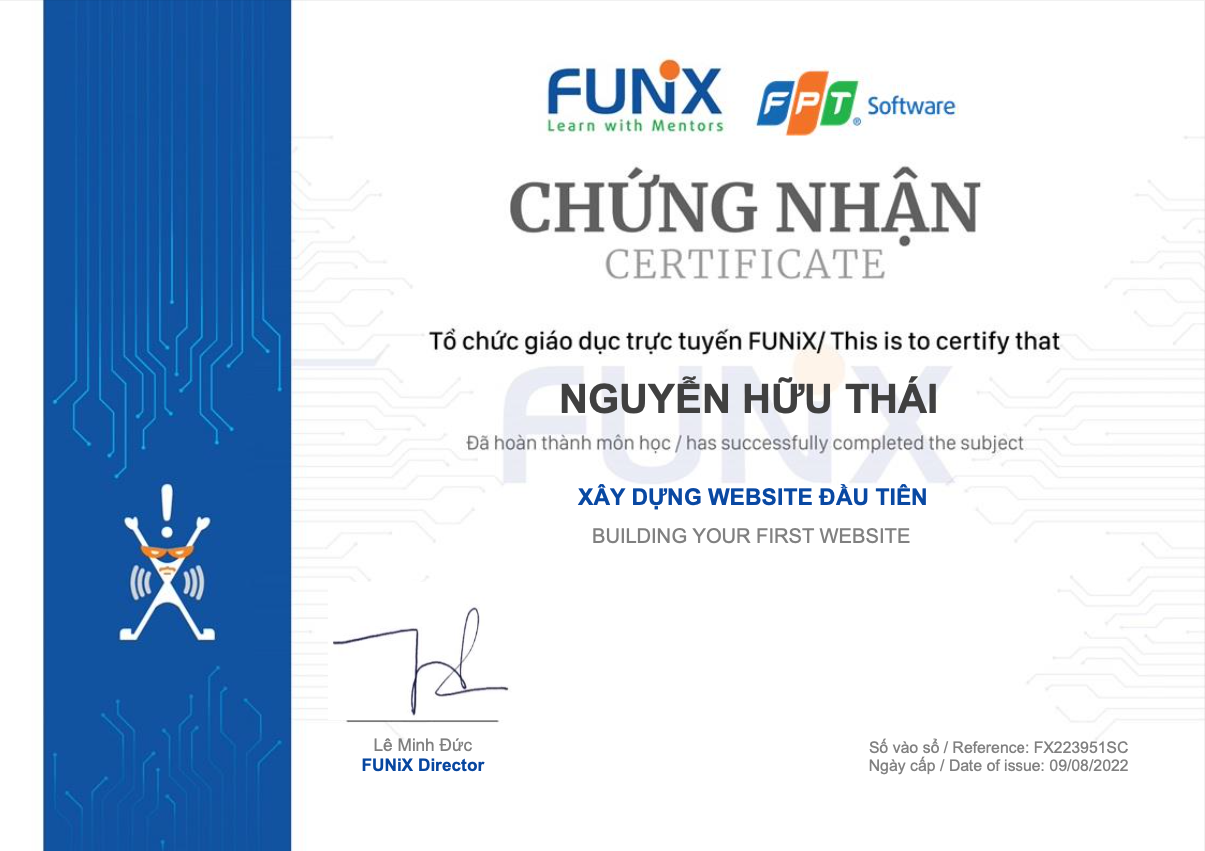 FUNiX
Learn with Mentors
FPT® Software
CHỨNG NHẬN
CERTIFICATE
Tổ chức giáo dục trực tuyến FUNiX/ This is to certify that
FUNiX
NGUYỄN HỮU THÁI
Đã hoàn thành môn học / has successfully completed the subject
XÂY DỰNG WEBSITE ĐẦU TIÊN
BUILDING YOUR FIRST WEBSITE
Lê Minh Đức
FUNiX Director
Số vào sổ / Reference: FX223951SC
Ngày cấp / Date of issue: 09/08/2022